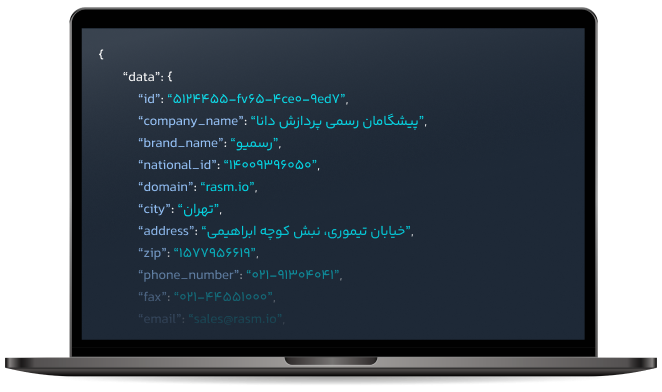 {
“data”: {
“id”: “۵۱۲۴۴۵۵-fv۶۵-۴ce۰-۹ed۷”,
“company_name”: “پیشگامان رسمی پردازش دانا”,
“brand_name”: “رسمیو”,
“national_id”: “۱۴۰۰۹۳۹۶۰۵۰”,
“domain”: “rasm.io”,
“city”: “تهران”,
“address”: “خیابان تیموری، نبش کوچه ابراهیمی”,
“zip”: “۱۵۷۷۹۵۶۶۱۹”,
“phone_number”: “۰۲۱-۹۱۳۰۴۰۴۱”,
“fax”: “۰۲۱-۴۴۵۵۱۰۰۰”,
“email”: “sales@rasm.io”,